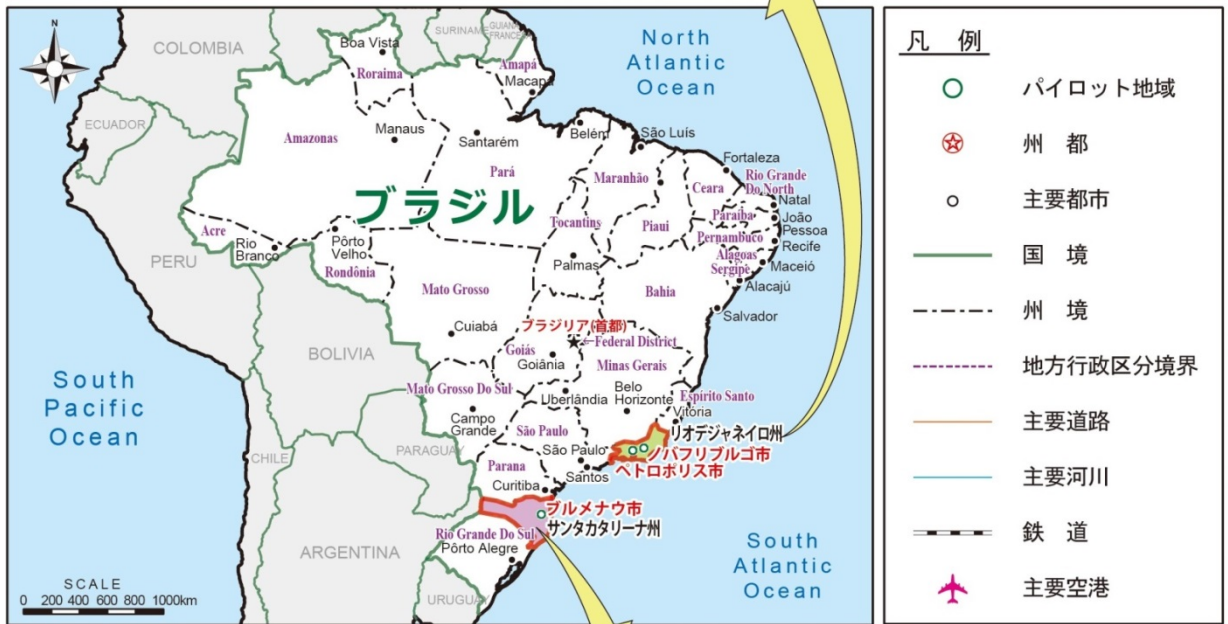 N
COLOMBIA
SURINAME
GUIANA
FRANCESA
North
Atlantic
Ocean
Boa Vista
Roraima
Amapá
Macapá
ECUADOR
Amazonas
Manaus
Santarém
Belém
São Luís
Pará
Fortaleza
Maranhão
Ceara
Rio Grande
Do North
Natal
ブラジル
Tocantins
Piaui
Paraiba
João
Pessoa
Pernambuco
Recife
Acre
Rio
Branco
Pôrto
Velho
Rondônia
Alagoas
Maceió
Sergipe
Alacajú
PERU
Palmas
Mato Grosso
Bahia
Salvador
Cuiabá
ブラジリア(首都)
←Federal District
Goiás
Goiânia
BOLIVIA
Minas Gerais
South
Pacific
Ocean
Mato Grosso Do Sul
Uberlândia
Belo
Horizonte
Espírito Santo
Vitória
Campo
Grande
リオデジャネイロ州
São Paulo
PARAGUAY
CHILE
São Paulo
ノバフリブルゴ市
ペトロポリス市
Santos
Parana
Curitiba
ブルメナウ市
サンタカタリーナ州
Rio Grande Do Sul
ARGENTINA
Pôrto Alegre
South
Atlantic
Ocean
URUGUAY
SCALE
0 200 400 600 800 1000km
凡 例
パイロット地域
州 都
主要都市
国 境
州 境
地方行政区分境界
主要道路
主要河川
鉄 道
主要空港